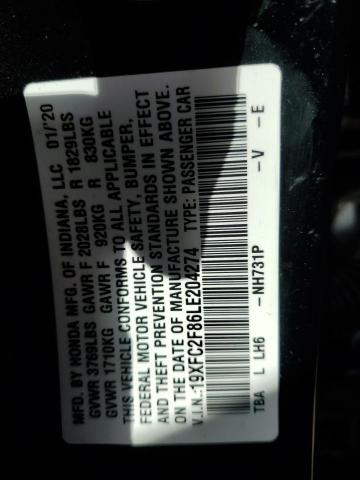 MFD. BY HONDA MFG. OF INDIANA, LLC 01/'20
GVWR 3769LBS GAWR F 2028LBS R 1829LBS
GVWR 1710KG GAWR F 920KG R 830KG
THIS VEHICLE CONFORMS TO ALL APPLICABLE
FEDERAL MOTOR VEHICLE SAFETY, BUMPER,
AND THEFT PREVENTION STANDARDS IN EFFECT
ON THE DATE OF MANUFACTURE SHOWN ABOVE.
V.I.N.:19XFC2F86LE204274 TYPE: PASSENGER CAR
TBA L LH6 -NH731P -V -E